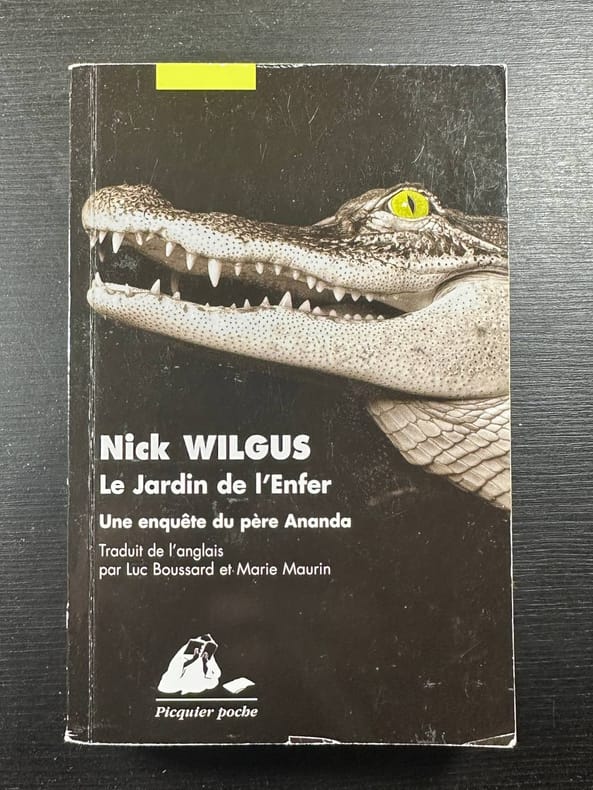 Nick WILGUS
Le Jardin de l'Enfer
Une enquête du père Ananda
Traduit de l'anglais
par Luc Boussard et Marie Maurin
Picquier poche